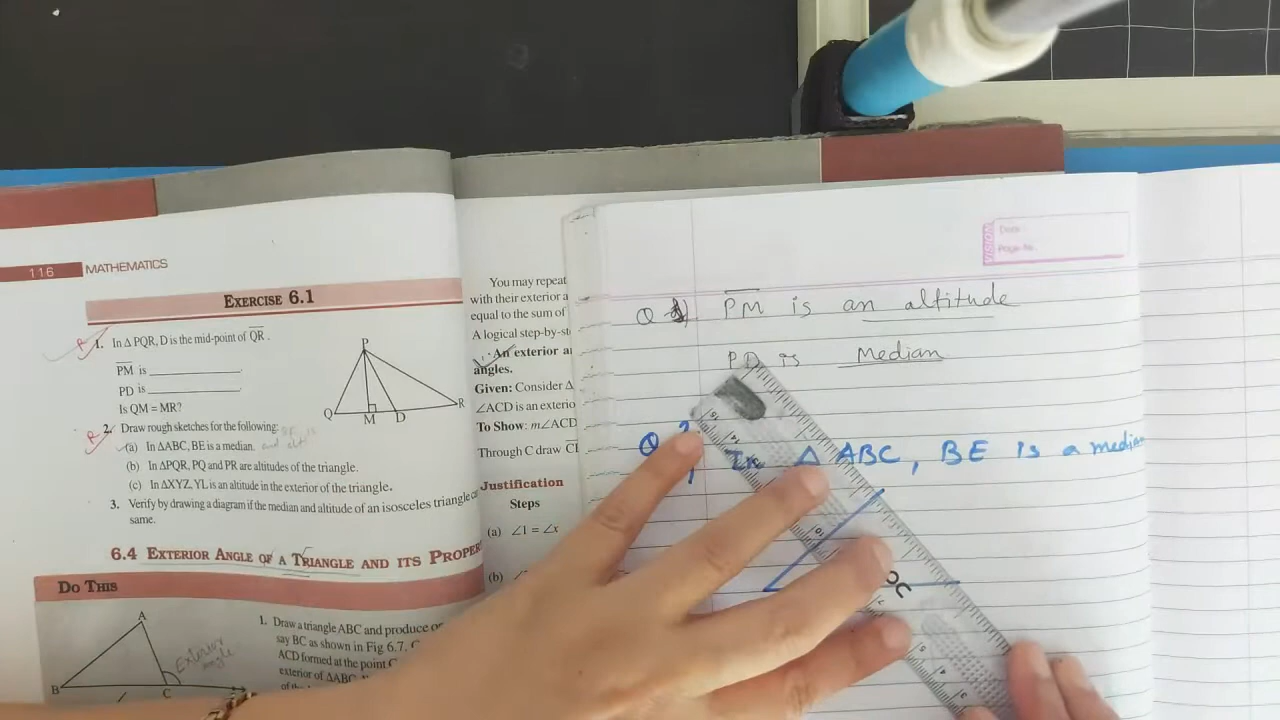 116 MATHEMATICS
EXERCISE 6.1
1. In Δ PQR, D is the mid-point of QR .
PM is
PD is
Is QM = MR?
P
Q M D R
2. Draw rough sketches for the following:
(a) In ΔABC, BE is a median.
(b) In ΔPQR, PQ and PR are altitudes of the triangle.
(c) In ΔXYZ, YL is an altitude in the exterior of the triangle.
3. Verify by drawing a diagram if the median and altitude of an isosceles triangle
same.
6.4 EXTERIOR ANGLE OF A TRIANGLE AND ITS
DO THIS
A
B C
Exterior
angle
1. Draw a triangle ABC and produce
say BC as shown in Fig 6.7.
ACD formed at the point
exterior of ΔABC.
of the
You may repeat
with their exterior
equal to the sum of
A logical step-by-
An exterior
angles.
Given: Consider Δ
∠ACD is an
To Show: m∠ACD
Through C draw
Justification
Steps
(a) ∠1 = ∠x
(b)
VISION
Date
Page No.
Q PM is an altitude
PD is Median
Q 2 In Δ ABC, BE is a median